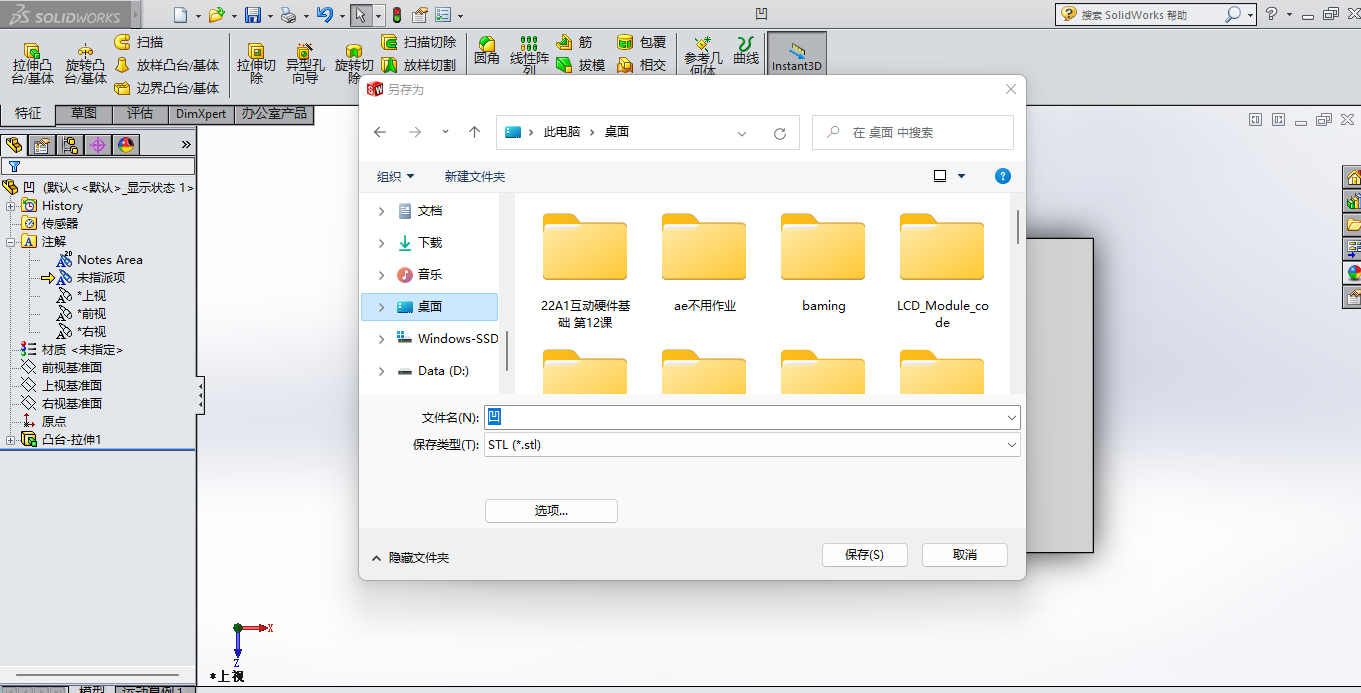 SOLIDWORKS
凹
搜索 SolidWorks 帮助
拉伸凸台/基体
旋转凸台/基体
扫描
放样凸台/基体
边界凸台/基体
拉伸切除
异型孔向导
旋转切除
扫描切除
放样切割
圆角
线性阵列
筋
拔模
包覆
相交
参考几何体
曲线
Instant3D
特征
草图
评估
DimXpert
办公室产品
凹 (默认<<默认>_显示状态 1>
History
传感器
注解
Notes Area
未指派项
*上视
*前视
*右视
材质 <未指定>
前视基准面
上视基准面
右视基准面
原点
凸台-拉伸1
另存为
此电脑 › 桌面
在 桌面 中搜索
组织
新建文件夹
文档
下载
音乐
桌面
Windows-SSD
Data (D:)
22A1互动硬件基
础 第12课
ae不用作业
baming
LCD_Module_co
de
文件名(N):
凹
保存类型(T):
STL (*.stl)
选项...
隐藏文件夹
保存(S)
取消
X
Z
*上视
模型
运动算例 1